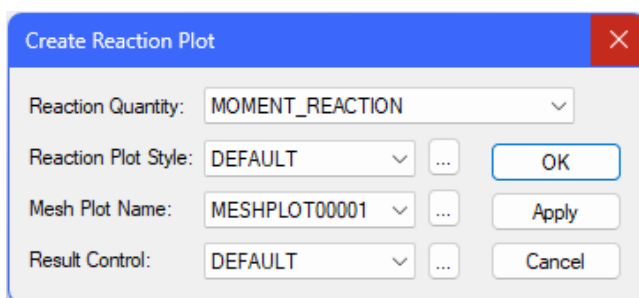 Create Reaction Plot
Reaction Quantity: MOMENT_REACTION
Reaction Plot Style: DEFAULT ... OK
Mesh Plot Name: MESHPLOT00001 ... Apply
Result Control: DEFAULT ... Cancel